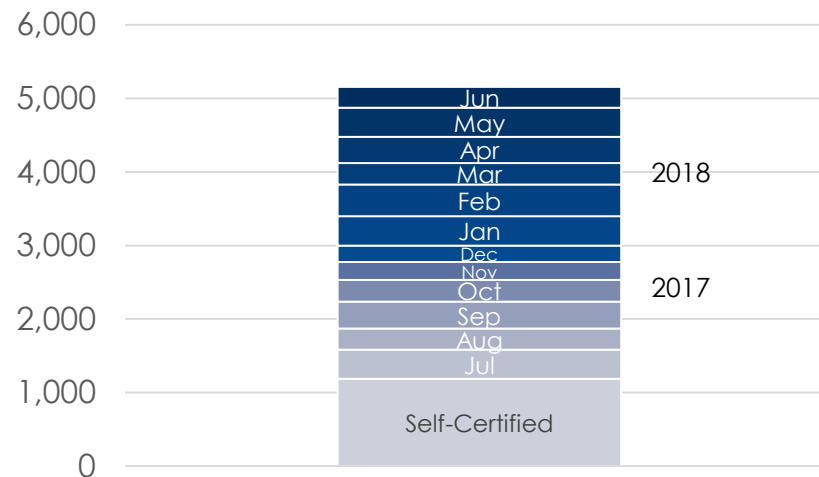 6,000
5,000
4,000
3,000
2,000
1,000
0
Jun
May
Apr
Mar
Feb
Jan
Dec
Nov
Oct
Sep
Aug
Jul
Self-Certified
2018
2017